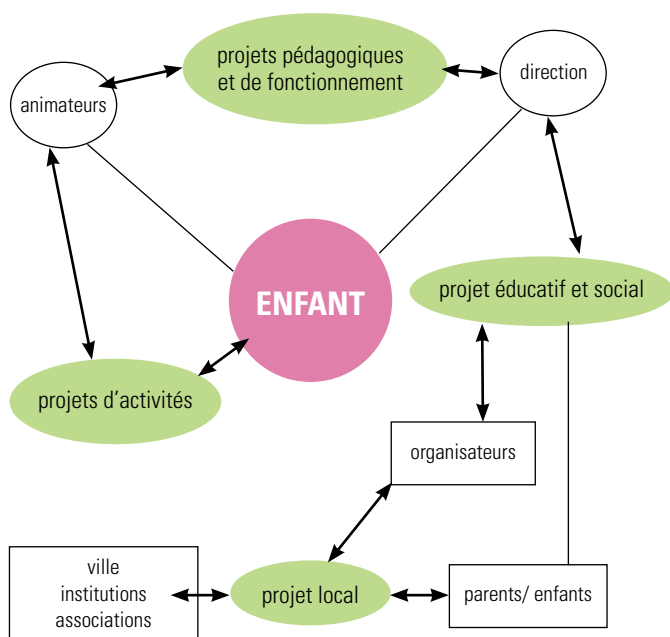 projets pédagogiques
et de fonctionnement
direction
animateurs
ENFANT
projet éducatif et social
projets d'activités
organisateurs
ville
institutions
associations
projet local
parents/ enfants